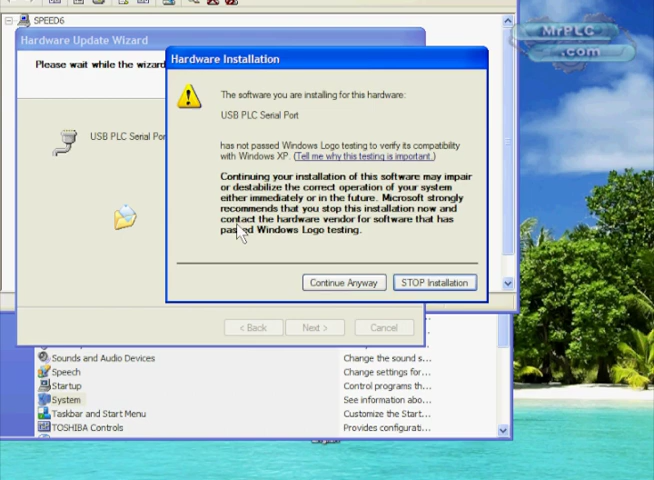 SPEED6
MrPLC
.com
Hardware Update Wizard
Please wait while the wizard
USB PLC Serial Por
Hardware Installation
The software you are installing for this hardware:
USB PLC Serial Port
has not passed Windows Logo testing to verify its compatibility
with Windows XP. (Tell me why this testing is important.)
Continuing your installation of this software may impair
or destabilize the correct operation of your system
either immediately or in the future. Microsoft strongly
recommends that you stop this installation now and
contact the hardware vendor for software that has
passed Windows Logo testing.
Continue Anyway
STOP Installation
< Back
Next >
Cancel
Sounds and Audio Devices
Change the sound s...
Speech
Change settings for...
Startup
Control programs th...
System
See information abo...
Taskbar and Start Menu
Customize the Start...
TOSHIBA Controls
Provides configurati...